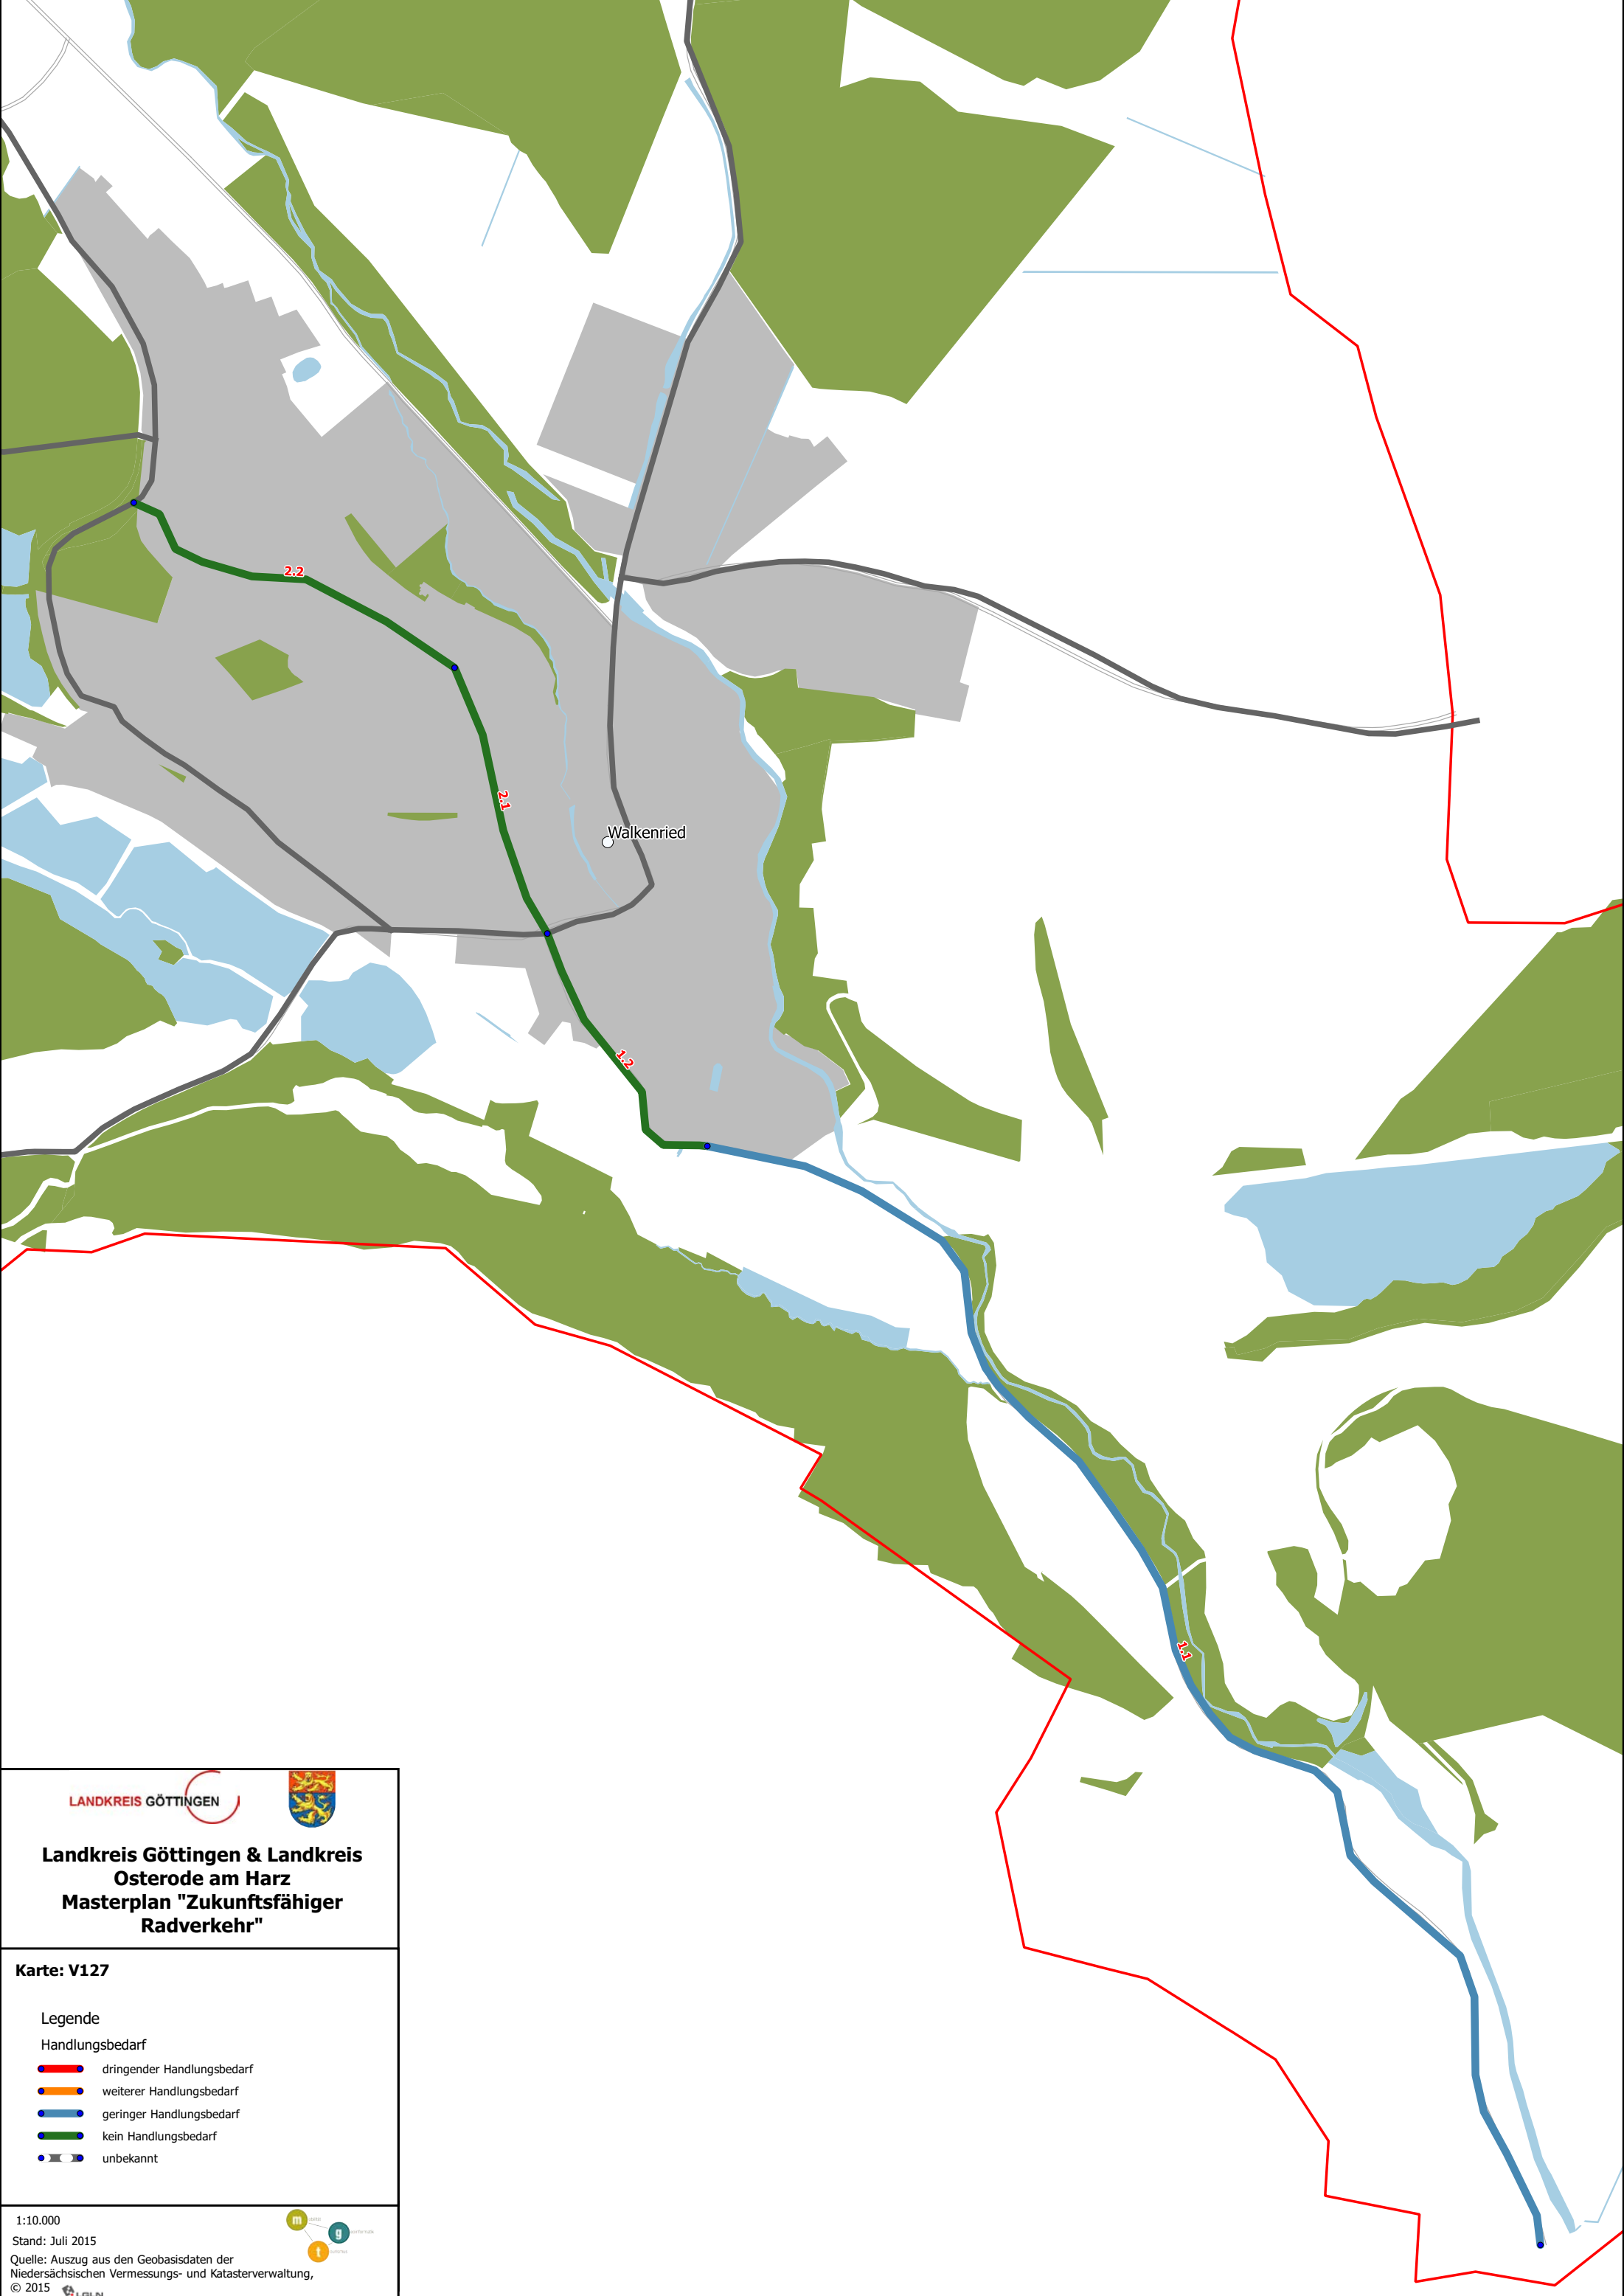 2.2
2.1
Walkenried
1.2
1.1
LANDKREIS GÖTTINGEN
Landkreis Göttingen & Landkreis
Osterode am Harz
Masterplan "Zukunftsfähiger
Radverkehr"
Karte: V127
Legende
Handlungsbedarf
dringender Handlungsbedarf
weiterer Handlungsbedarf
geringer Handlungsbedarf
kein Handlungsbedarf
unbekannt
1:10.000
m
g
t
Stand: Juli 2015
Quelle: Auszug aus den Geobasisdaten der
Niedersächsischen Vermessungs- und Katasterverwaltung,
© 2015 LGLN